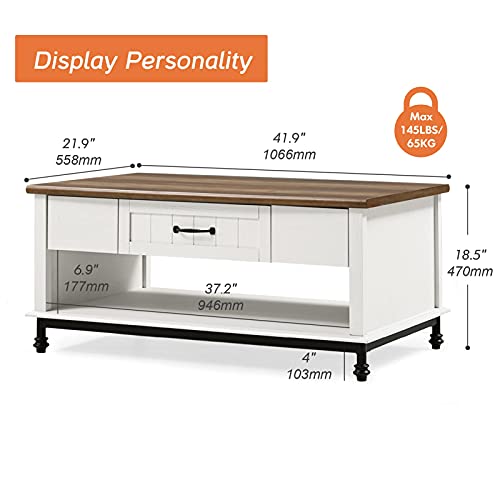 Display Personality
Max
145LBS/
65KG
21.9"
558mm
41.9"
1066mm
6.9"
177mm
37.2"
946mm
18.5"
470mm
4"
103mm